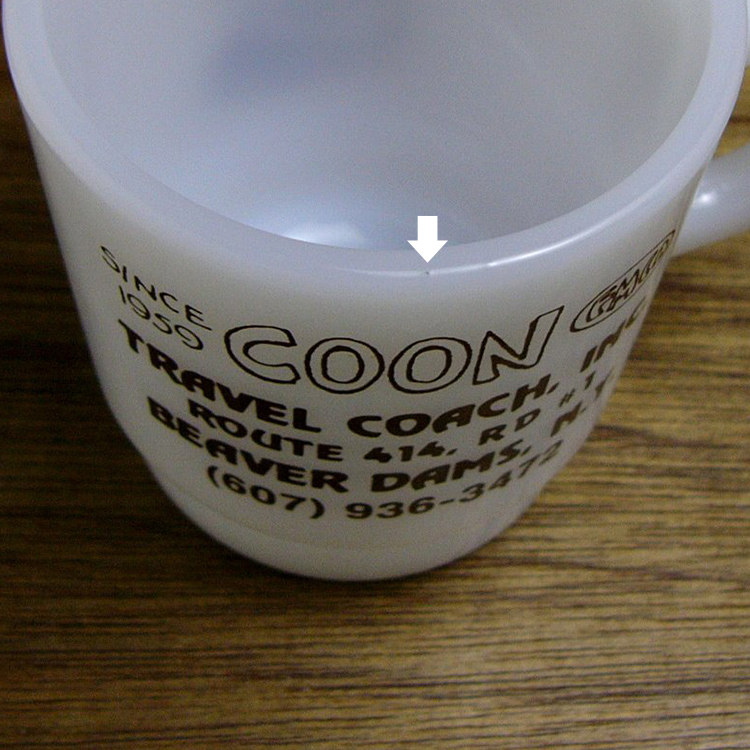 SINCE
1959
COON
TRAVEL COACH, INC
ROUTE 414, RD #1
BEAVER DAMS, N.Y
(607) 936-3472